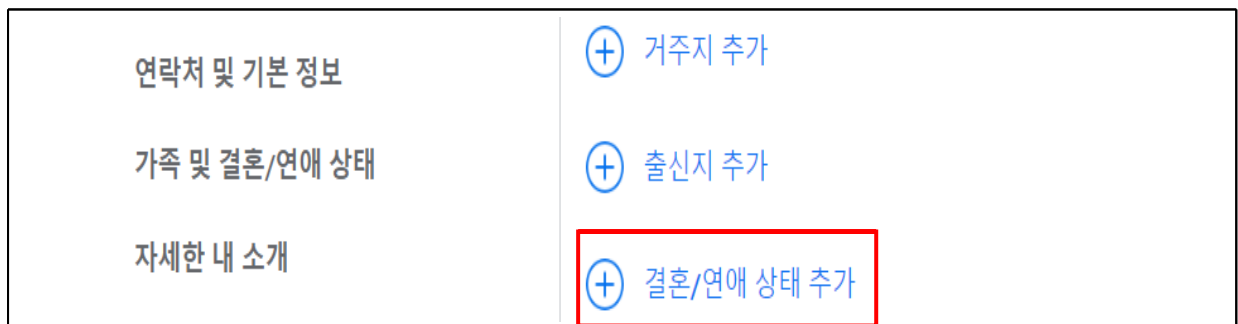 연락처 및 기본 정보
가족 및 결혼/연애 상태
자세한 내 소개
거주지 추가
출신지 추가
결혼/연애 상태 추가